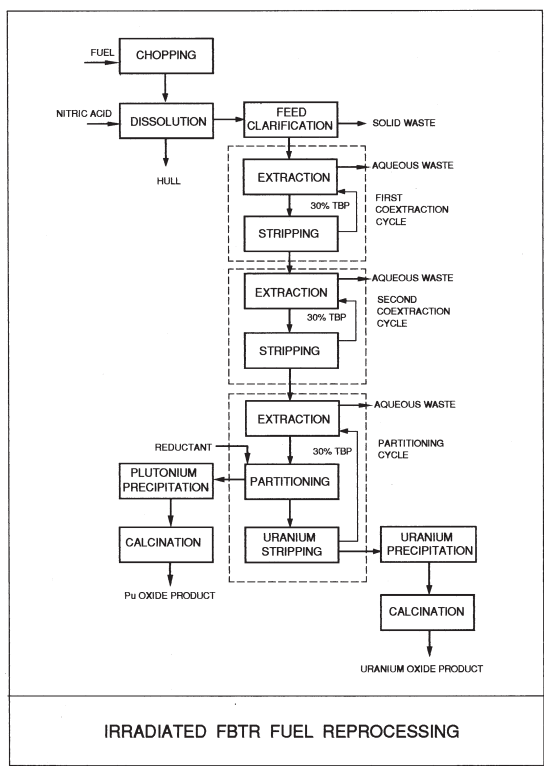 FUEL
CHOPPING
NITRIC ACID
DISSOLUTION
FEED
CLARIFICATION
SOLID WASTE
HULL
EXTRACTION
AQUEOUS WASTE
30% TBP
FIRST
COEXTRACTION
CYCLE
STRIPPING
EXTRACTION
AQUEOUS WASTE
30% TBP
SECOND
COEXTRACTION
CYCLE
STRIPPING
EXTRACTION
AQUEOUS WASTE
REDUCTANT
30% TBP
PARTITIONING
CYCLE
PLUTONIUM
PRECIPITATION
PARTITIONING
CALCINATION
URANIUM
STRIPPING
URANIUM
PRECIPITATION
Pu OXIDE PRODUCT
CALCINATION
URANIUM OXIDE PRODUCT
IRRADIATED FBTR FUEL REPROCESSING